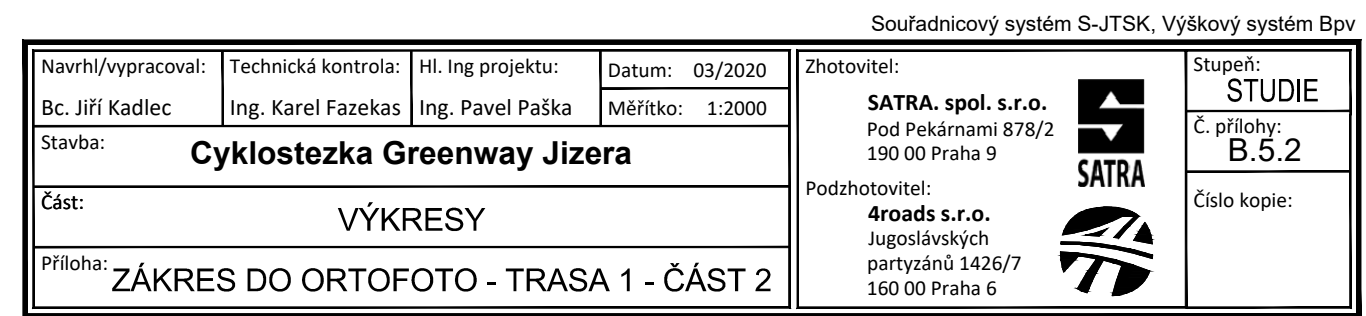 Souřadnicový systém S-JTSK, Výškový systém Bpv
Navrhl/vypracoval:
Bc. Jiří Kadlec
Technická kontrola:
Ing. Karel Fazekas
Hl. Ing projektu:
Ing. Pavel Paška
Datum: 03/2020
Měřítko: 1:2000
Stavba:
Cyklostezka Greenway Jizera
Část:
VÝKRESY
Příloha:
ZÁKRES DO ORTOFOTO - TRASA 1 - ČÁST 2
Zhotovitel:
SATRA. spol. s.r.o.
Pod Pekárnami 878/2
190 00 Praha 9
SATRA
Podzhotovitel:
4roads s.r.o.
Jugoslávských
partyzánů 1426/7
160 00 Praha 6
Stupeň:
STUDIE
Č. přílohy:
B.5.2
Číslo kopie: